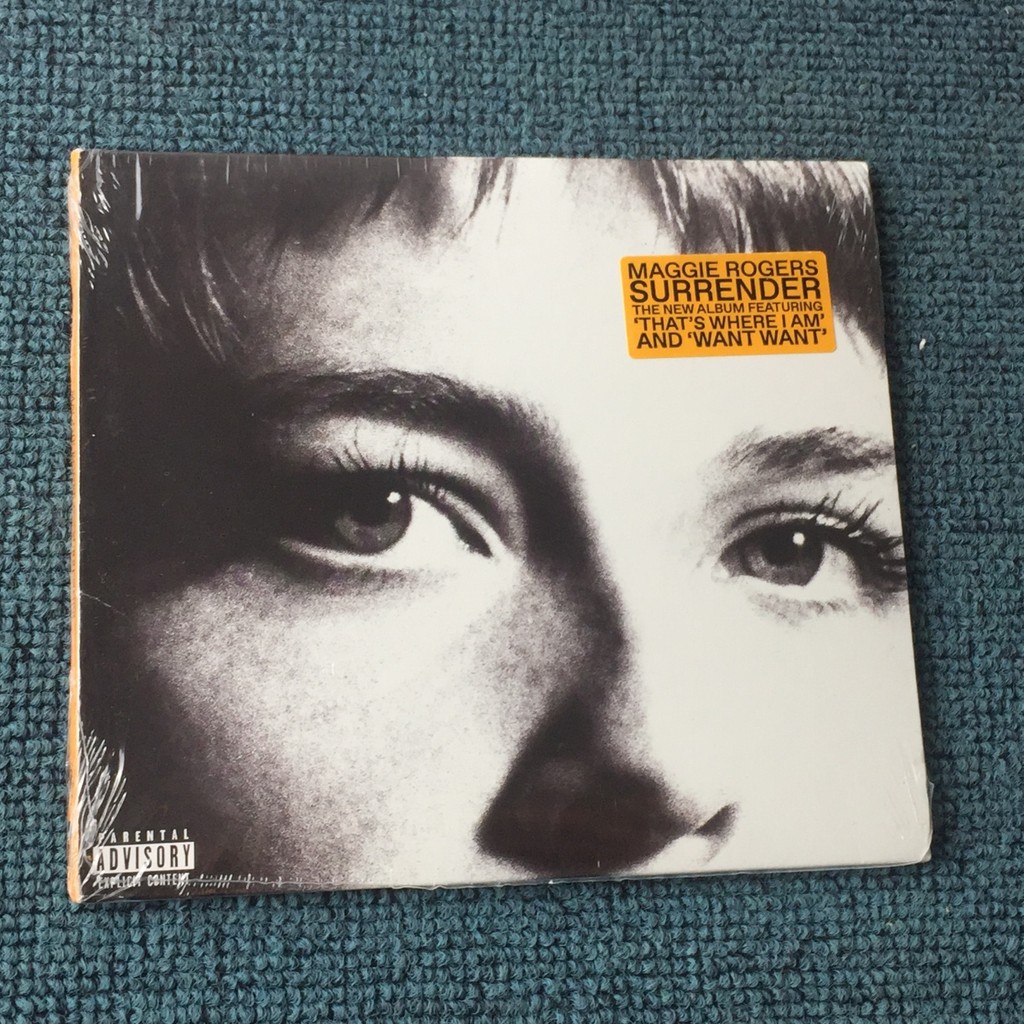 MAGGIE ROGERS
SURRENDER
THE NEW ALBUM FEATURING
‘THAT’S WHERE I AM’
AND ‘WANT WANT’
PARENTAL
ADVISORY
EXPLICIT CONTENT